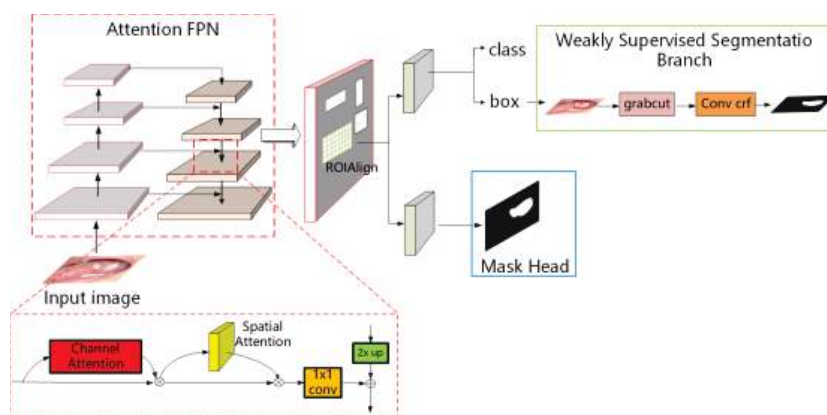 Attention FPN
class
box
Weakly Supervised Segmentatio
Branch
grabcut
Conv crf
ROIAlign
Mask Head
Input image
Channel
Attention
Spatial
Attention
1x1
conv
2x up